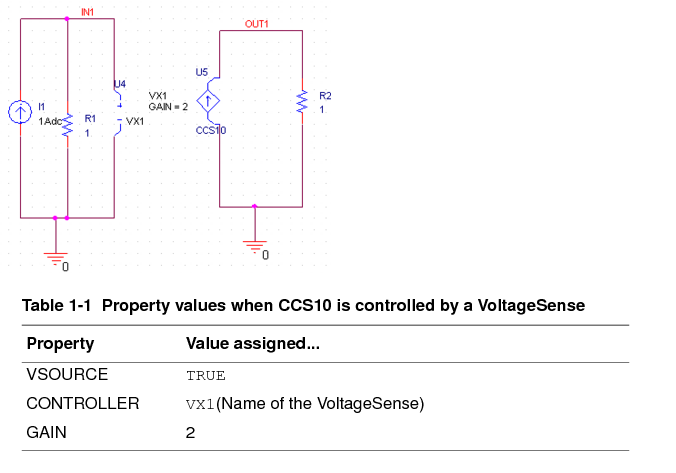 IN1
OUT1
U4
VX1
GAIN = 2
U5
I1
1Adc
R1
1
VX1
CCS10
R2
1
0
0
Table 1-1 Property values when CCS10 is controlled by a VoltageSense
Property Value assigned...
VSOURCE TRUE
CONTROLLER VX1(Name of the VoltageSense)
GAIN 2